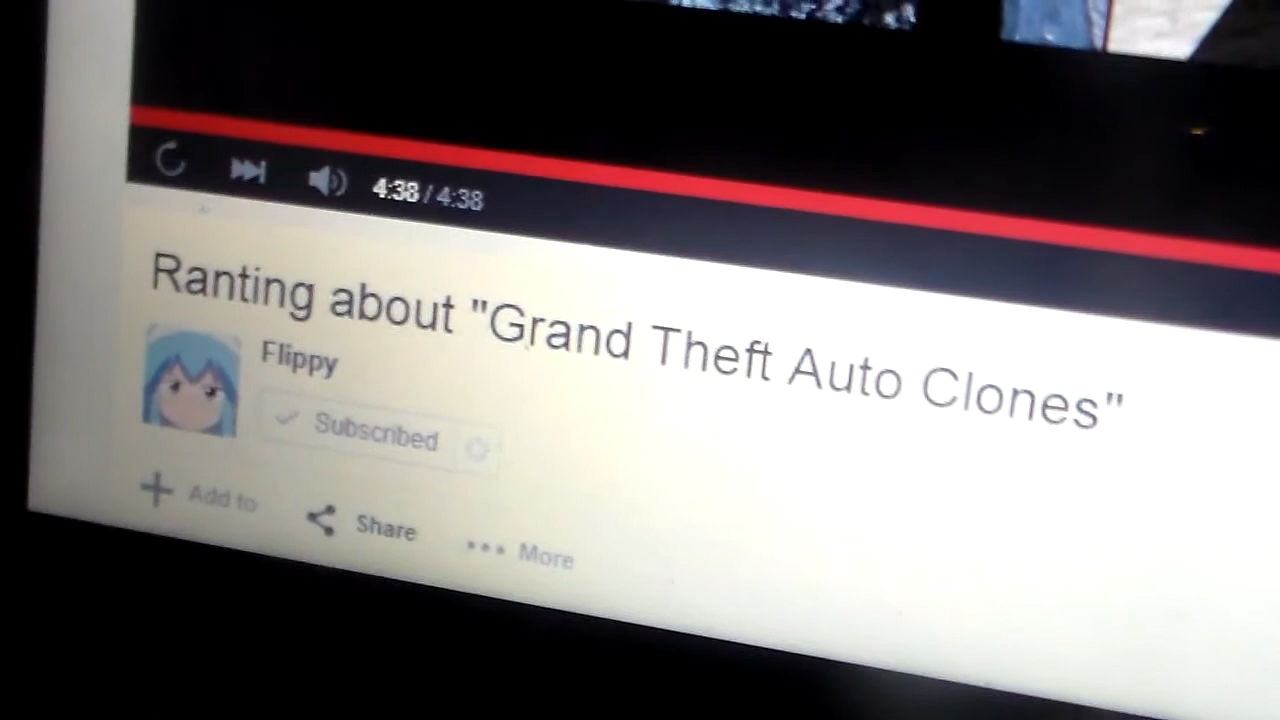 4:38 / 4:38
Ranting about "Grand Theft Auto Clones"
Flippy
Subscribed
Add to
Share
More